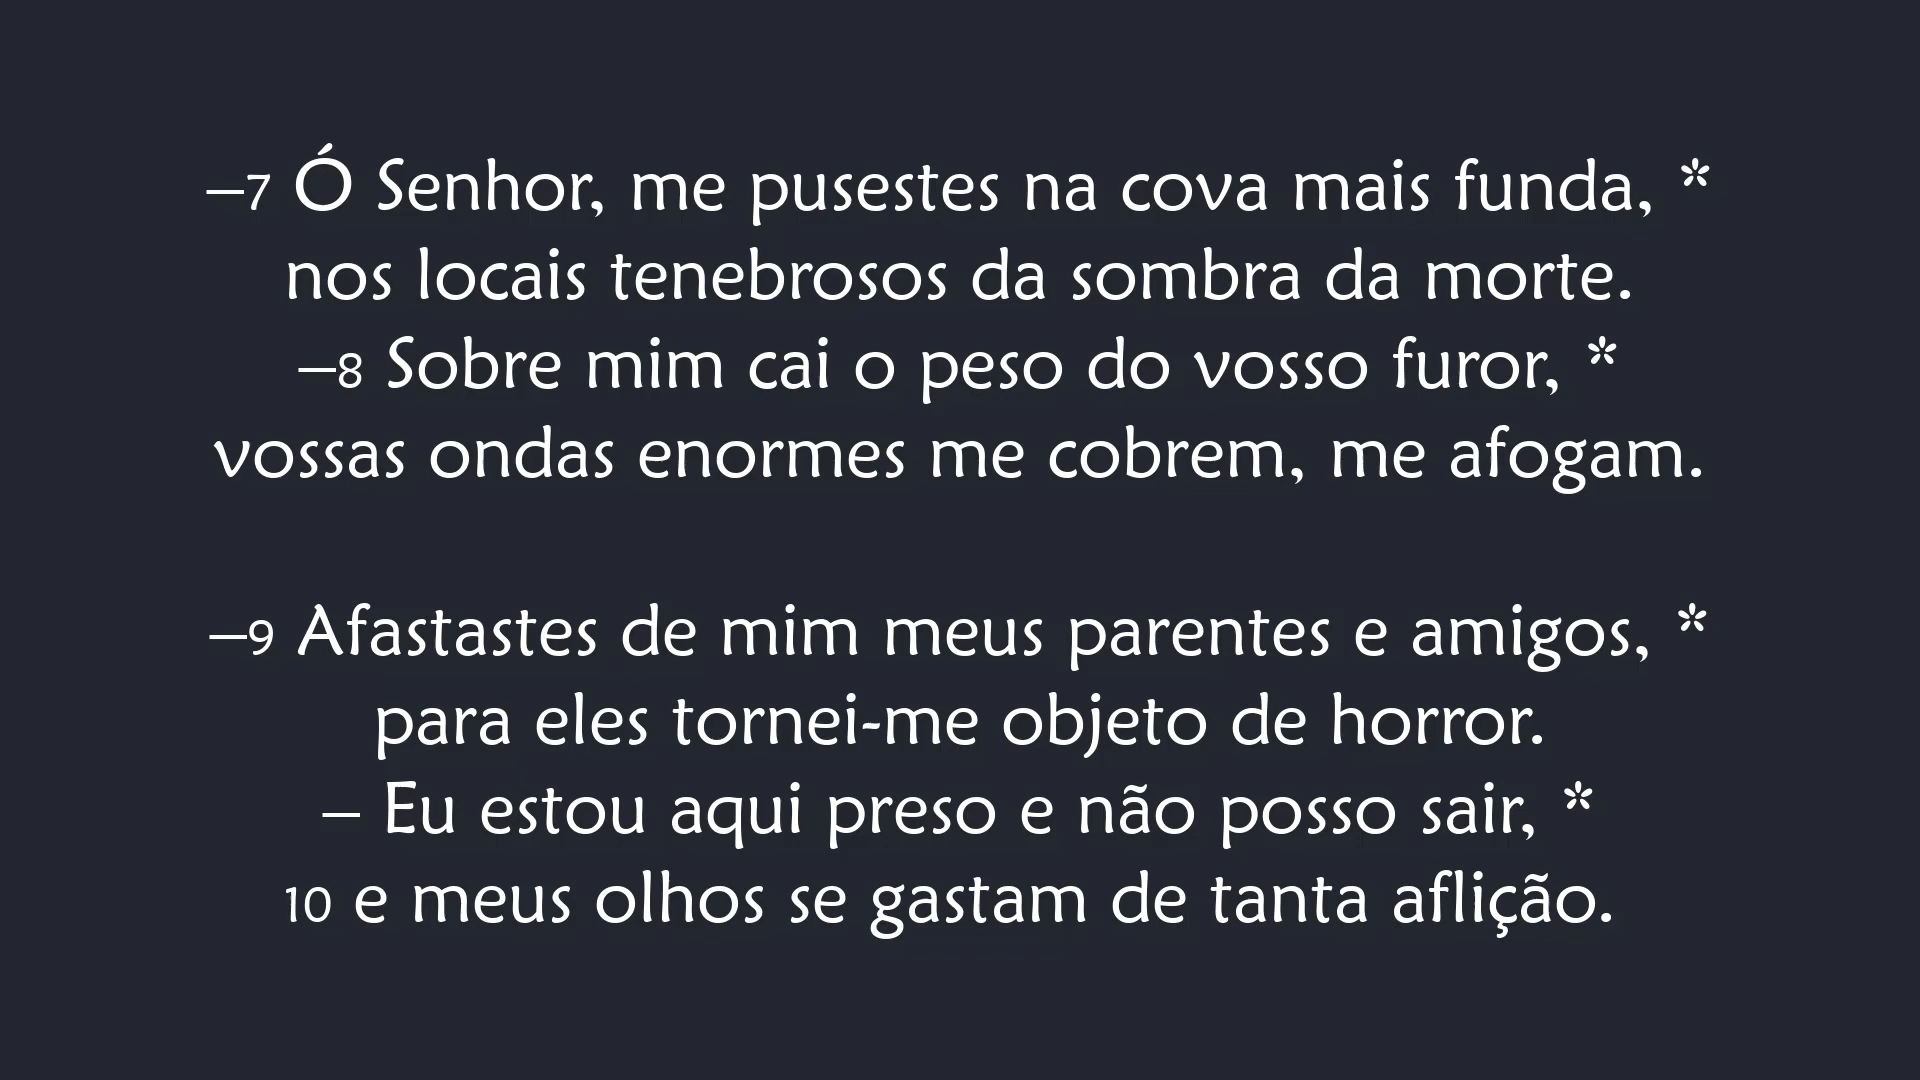 –7 Ó Senhor, me pusestes na cova mais funda, *
nos locais tenebrosos da sombra da morte.
–8 Sobre mim cai o peso do vosso furor, *
vossas ondas enormes me cobrem, me afogam.
–9 Afastastes de mim meus parentes e amigos, *
para eles tornei-me objeto de horror.
– Eu estou aqui preso e não posso sair, *
10 e meus olhos se gastam de tanta aflição.